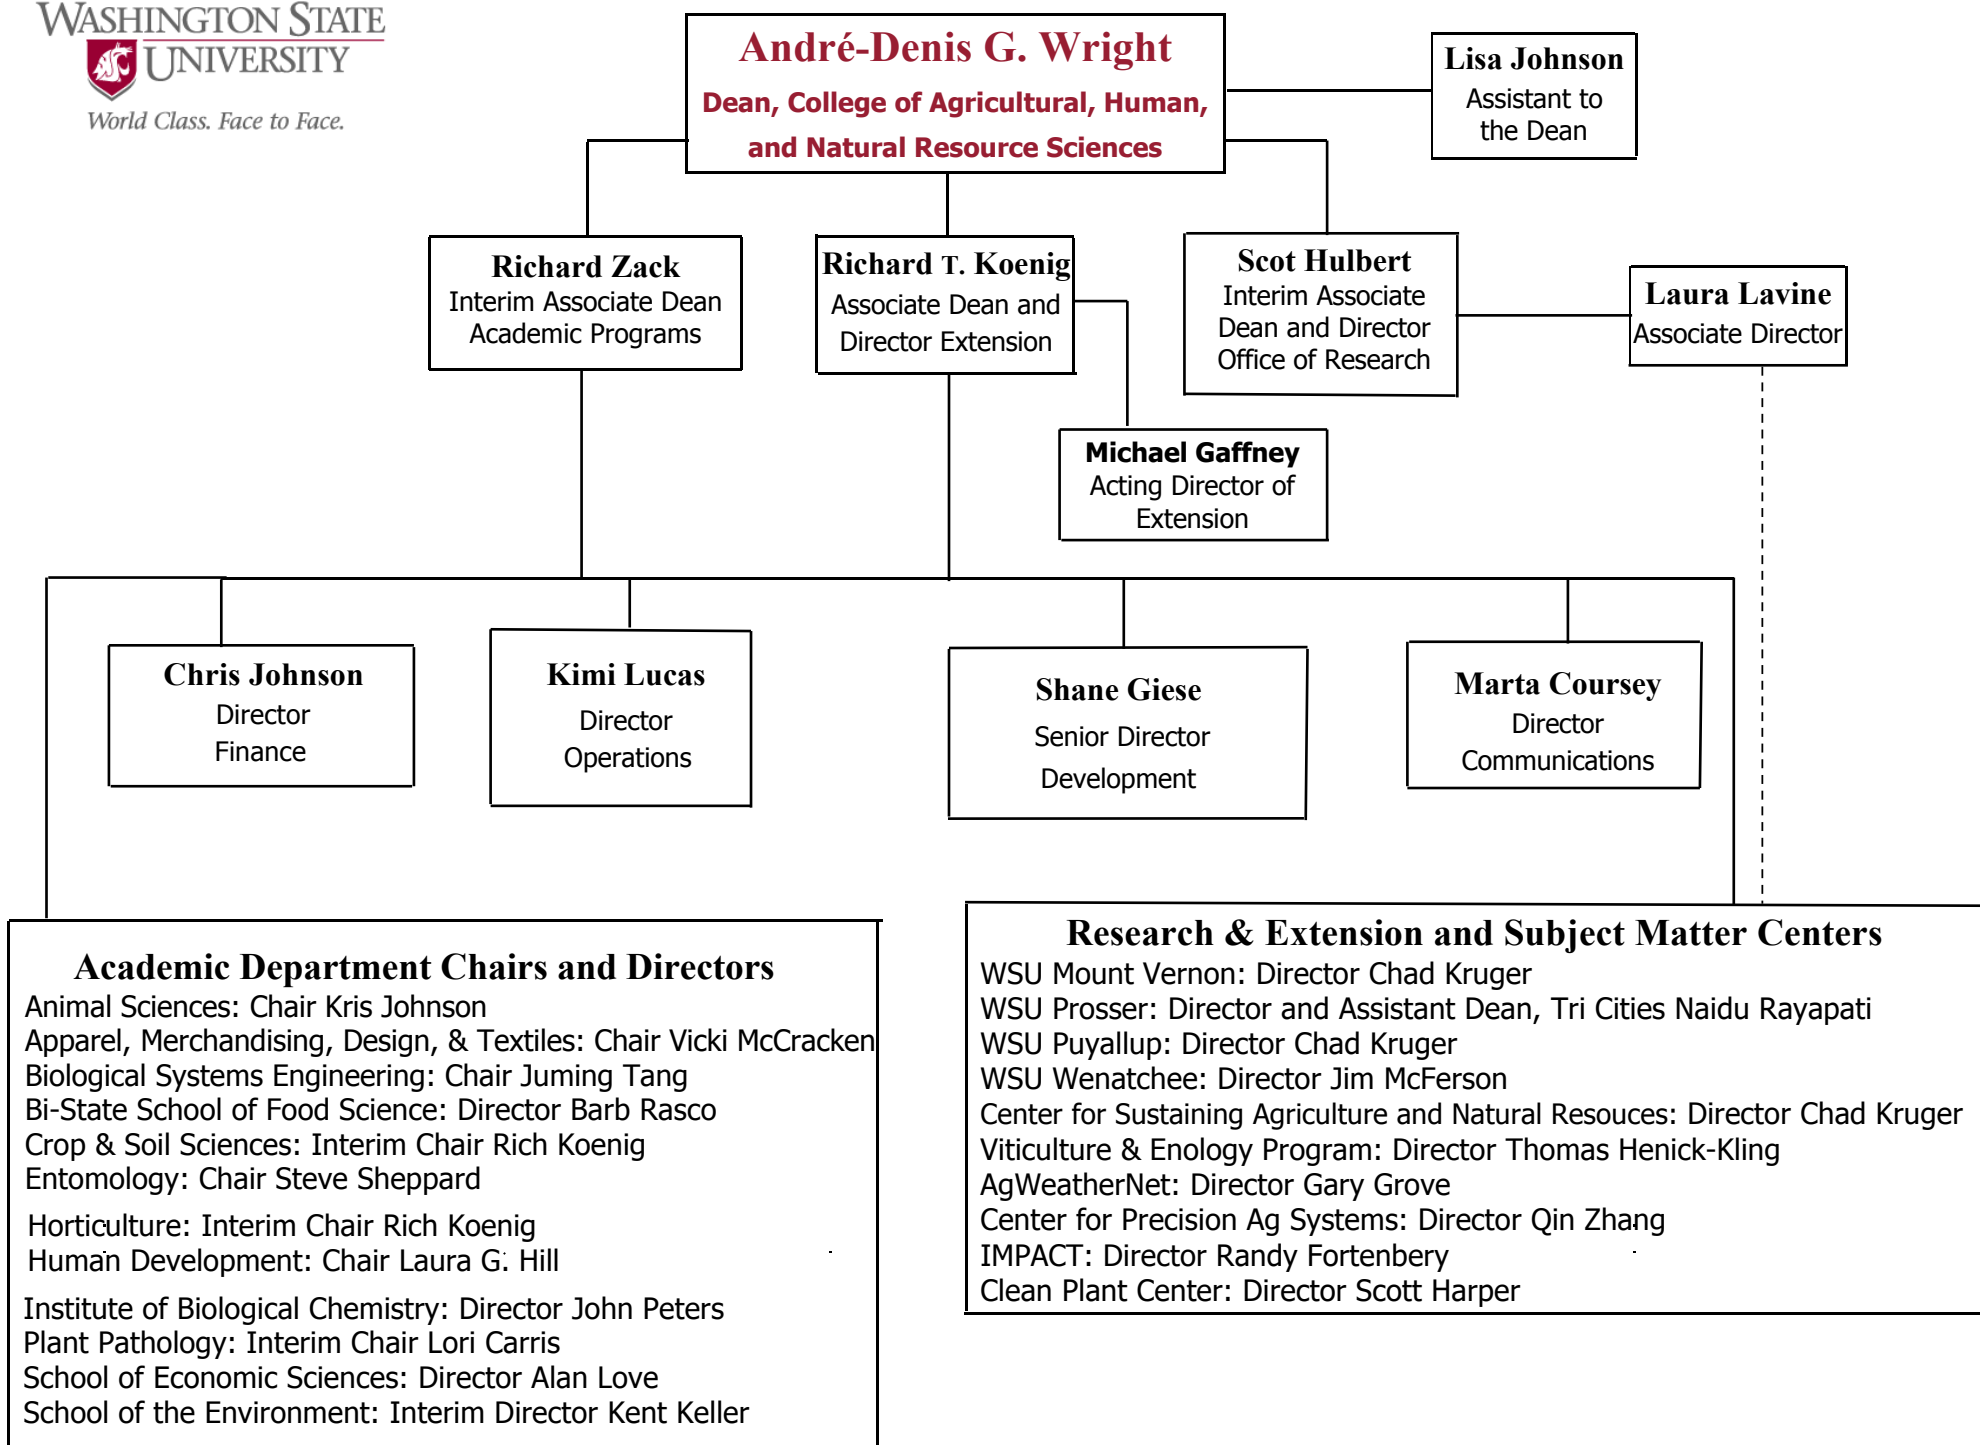 WASHINGTON STATE
UNIVERSITY
World Class. Face to Face.
André-Denis G. Wright
Dean, College of Agricultural, Human,
and Natural Resource Sciences
Lisa Johnson
Assistant to
the Dean
Richard Zack
Interim Associate Dean
Academic Programs
Richard T. Koenig
Associate Dean and
Director Extension
Scot Hulbert
Interim Associate
Dean and Director
Office of Research
Laura Lavine
Associate Director
Michael Gaffney
Acting Director of
Extension
Chris Johnson
Director
Finance
Kimi Lucas
Director
Operations
Shane Giese
Senior Director
Development
Marta Coursey
Director
Communications
Academic Department Chairs and Directors
Animal Sciences: Chair Kris Johnson
Apparel, Merchandising, Design, & Textiles: Chair Vicki McCracken
Biological Systems Engineering: Chair Juming Tang
Bi-State School of Food Science: Director Barb Rasco
Crop & Soil Sciences: Interim Chair Rich Koenig
Entomology: Chair Steve Sheppard
Horticulture: Interim Chair Rich Koenig
Human Development: Chair Laura G. Hill
Institute of Biological Chemistry: Director John Peters
Plant Pathology: Interim Chair Lori Carris
School of Economic Sciences: Director Alan Love
School of the Environment: Interim Director Kent Keller
Research & Extension and Subject Matter Centers
WSU Mount Vernon: Director Chad Kruger
WSU Prosser: Director and Assistant Dean, Tri Cities Naidu Rayapati
WSU Puyallup: Director Chad Kruger
WSU Wenatchee: Director Jim McFerson
Center for Sustaining Agriculture and Natural Resouces: Director Chad Kruger
Viticulture & Enology Program: Director Thomas Henick-Kling
AgWeatherNet: Director Gary Grove
Center for Precision Ag Systems: Director Qin Zhang
IMPACT: Director Randy Fortenbery
Clean Plant Center: Director Scott Harper